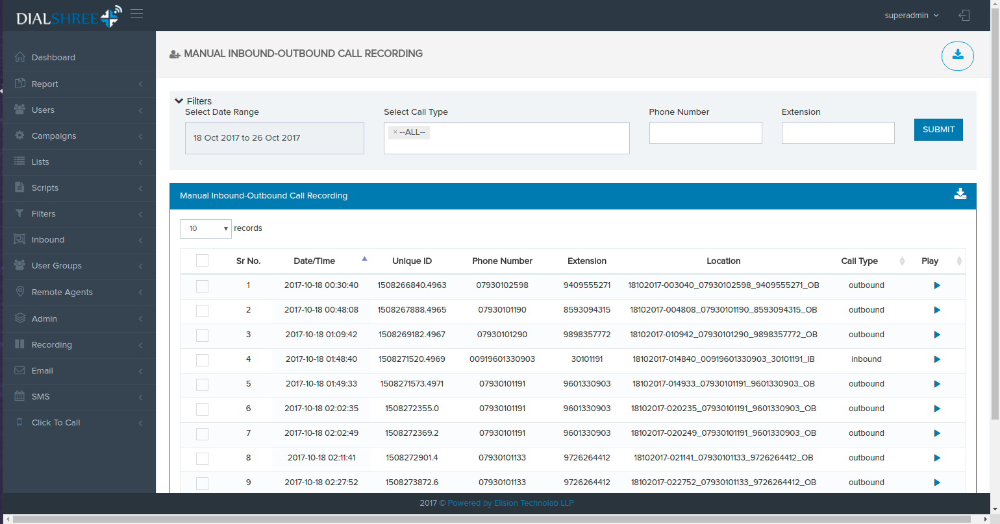 DIALSHREE
superadmin
Dashboard
Report
Users
Campaigns
Lists
Scripts
Filters
Inbound
User Groups
Remote Agents
Admin
Recording
Email
SMS
Click To Call
MANUAL INBOUND-OUTBOUND CALL RECORDING
Filters
Select Date Range Select Call Type Phone Number Extension
18 Oct 2017 to 26 Oct 2017 × --ALL-- SUBMIT
Manual Inbound-Outbound Call Recording
10 records
Sr No. Date/Time Unique ID Phone Number Extension Location Call Type Play
1 2017-10-18 00:30:40 1508266840.4963 07930102598 9409555271 18102017-003040_07930102598_9409555271_OB outbound
2 2017-10-18 00:48:08 1508267888.4965 07930101190 8593094315 18102017-004808_07930101190_8593094315_OB outbound
3 2017-10-18 01:09:42 1508269182.4967 07930101290 9898357772 18102017-010942_07930101290_9898357772_OB outbound
4 2017-10-18 01:48:40 1508271520.4969 00919601330903 30101191 18102017-014840_00919601330903_30101191_IB inbound
5 2017-10-18 01:49:33 1508271573.4971 07930101191 9601330903 18102017-014933_07930101191_9601330903_OB outbound
6 2017-10-18 02:02:35 1508272355.0 07930101191 9601330903 18102017-020235_07930101191_9601330903_OB outbound
7 2017-10-18 02:02:49 1508272369.2 07930101191 9601330903 18102017-020249_07930101191_9601330903_OB outbound
8 2017-10-18 02:11:41 1508272901.4 07930101133 9726264412 18102017-021141_07930101133_9726264412_OB outbound
9 2017-10-18 02:27:52 1508273872.6 07930101133 9726264412 18102017-022752_07930101133_9726264412_OB outbound
2017 © Powered by Elision Technolab LLP